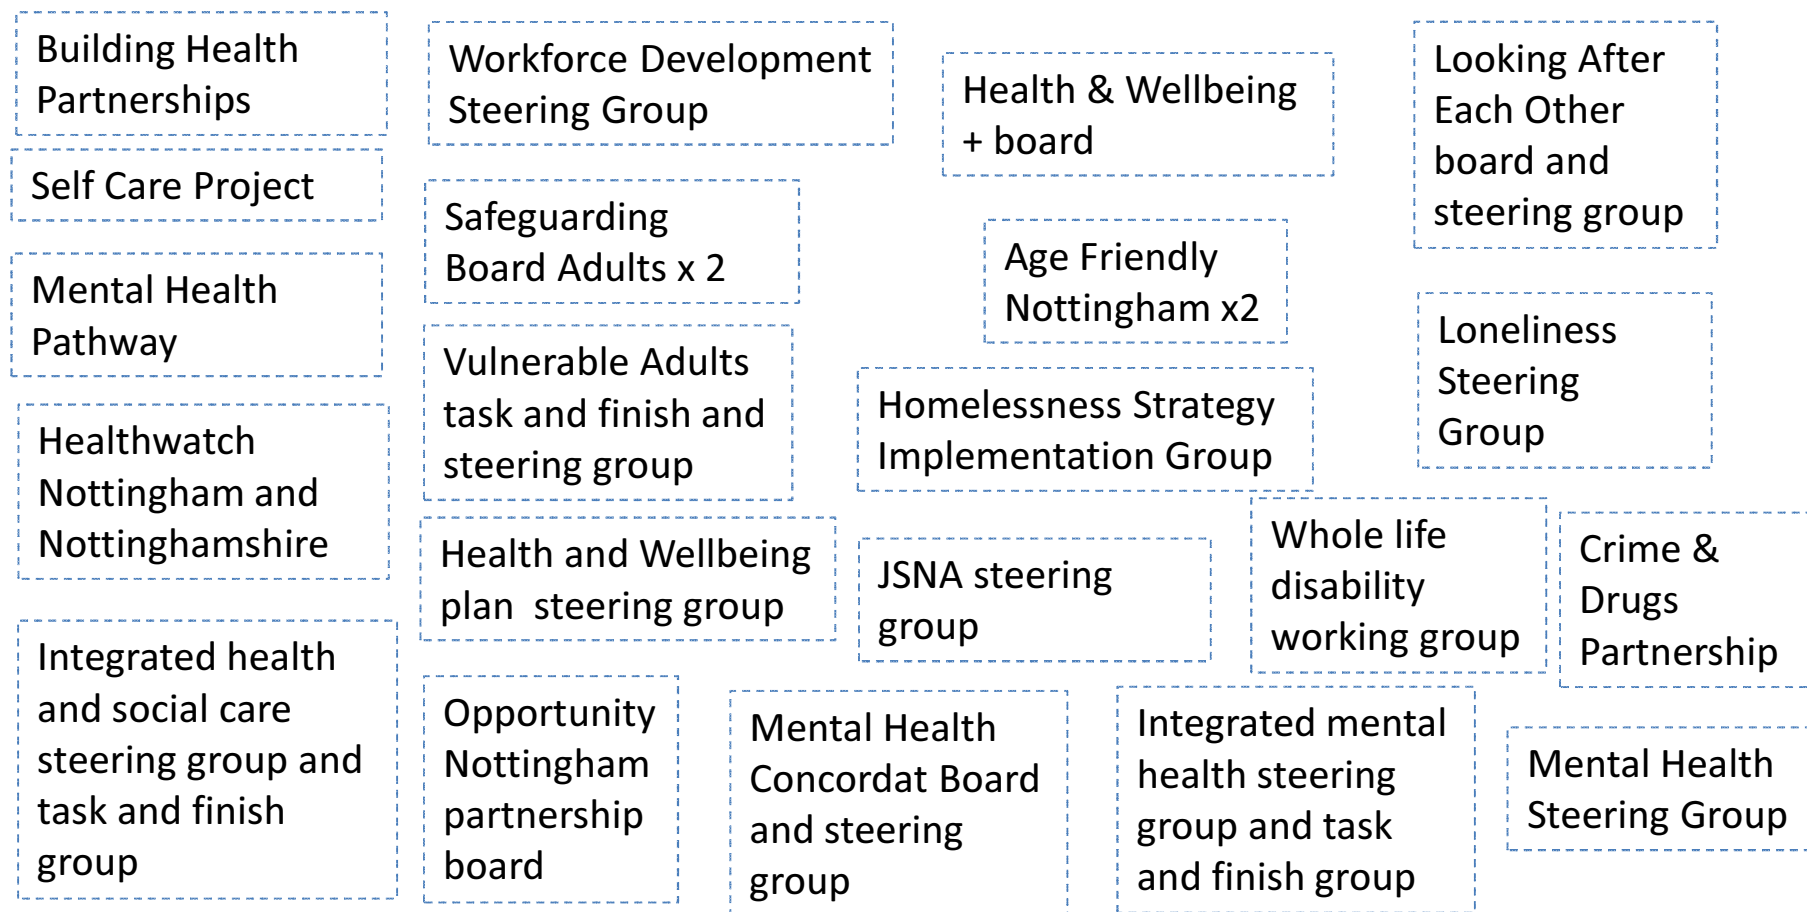 Building Health
Partnerships
Self Care Project
Mental Health
Pathway
Healthwatch
Nottingham and
Nottinghamshire
Integrated health
and social care
steering group and
task and finish
group
Workforce Development
Steering Group
Safeguarding
Board Adults x 2
Vulnerable Adults
task and finish and
steering group
Health and Wellbeing
plan  steering group
Opportunity
Nottingham
partnership
board
Health & Wellbeing
+ board
Age Friendly
Nottingham x2
Homelessness Strategy
Implementation Group
JSNA steering
group
Mental Health
Concordat Board
and steering
group
Looking After
Each Other
board and
steering group
Loneliness
Steering
Group
Whole life
disability
working group
Crime &
Drugs
Partnership
Integrated mental
health steering
group and task
and finish group
Mental Health
Steering Group